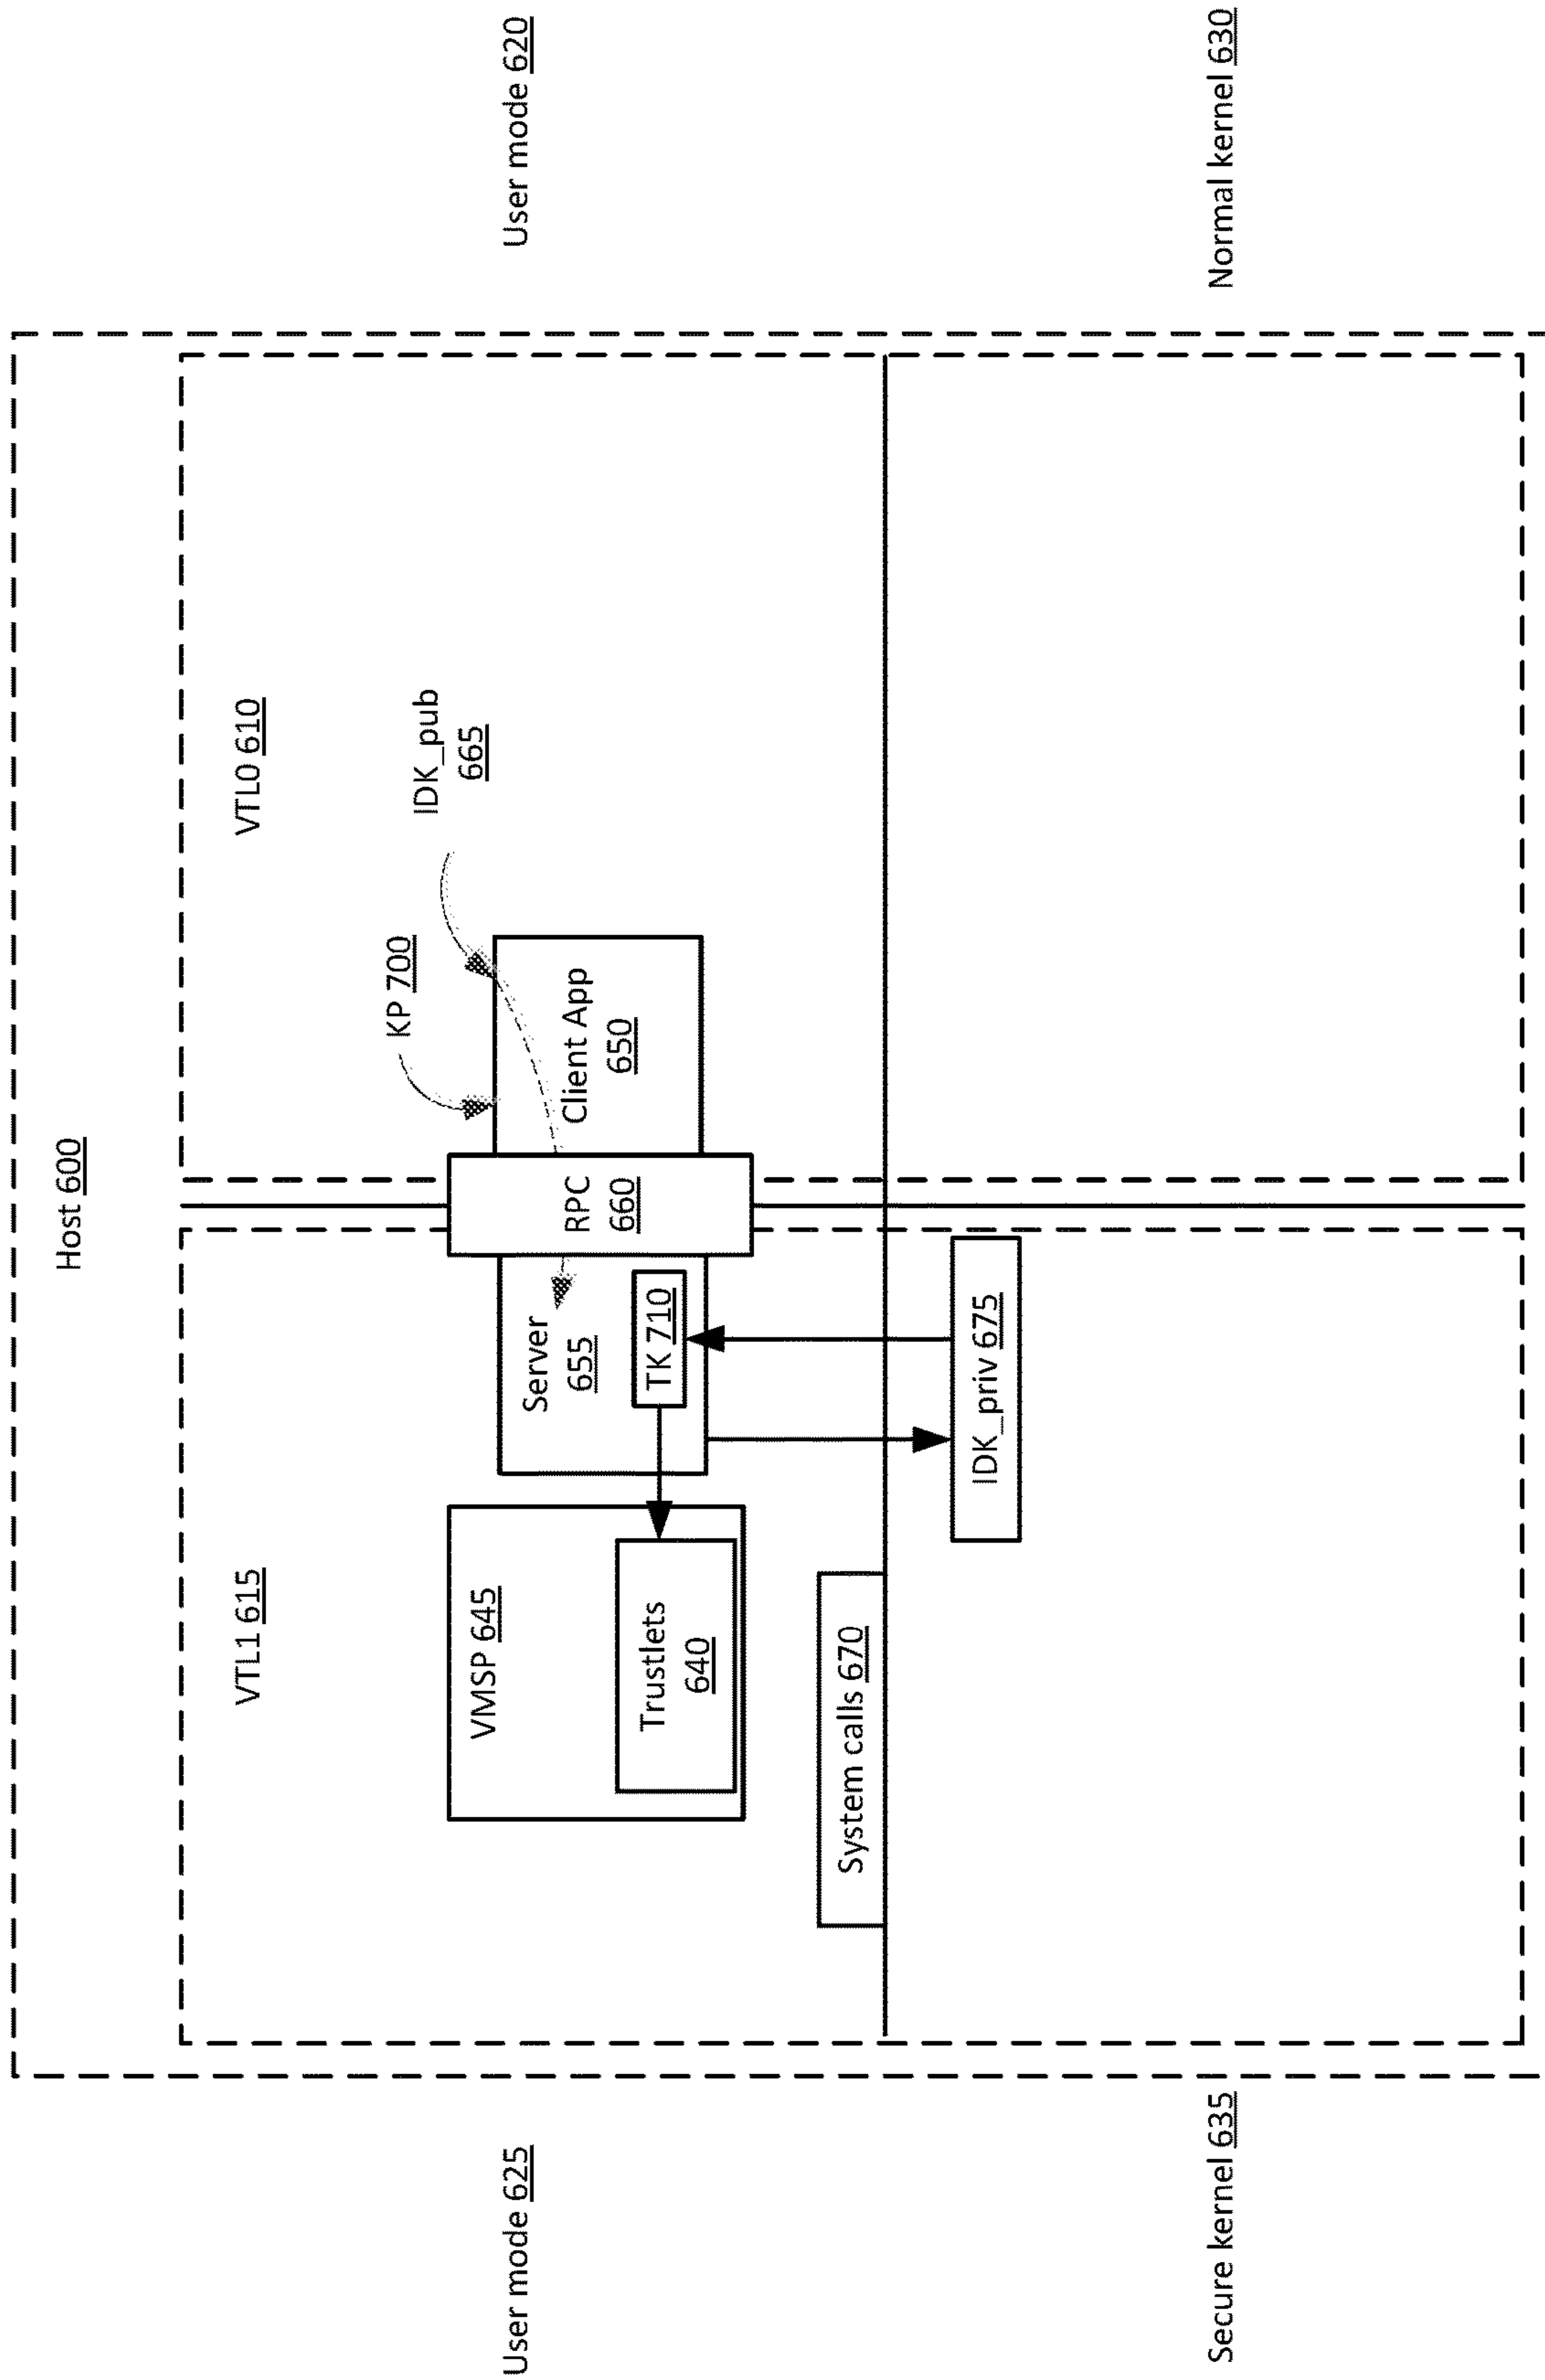 Host 600
VTL1 615
VTL0 610
KP 700
IDK_pub
665
User mode 625
User mode 620
VMSP 645
Trustlets
640
Server
655
TK 710
RPC
660
Client App
650
System calls 670
IDK_priv 675
Secure kernel 635
Normal kernel 630